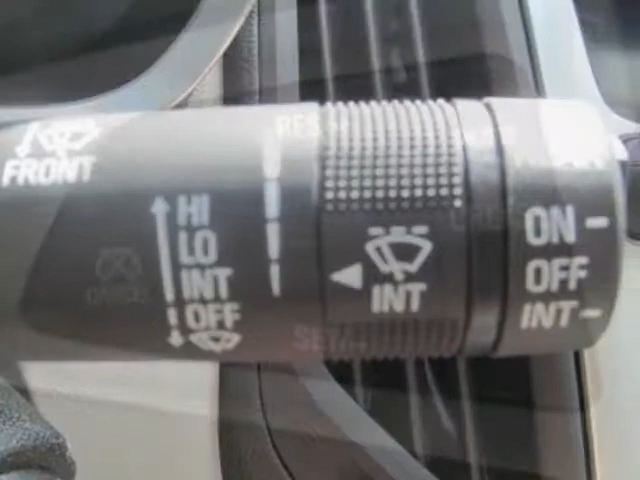 FRONT
HI
LO
INT
OFF
INT
ON -
OFF
INT -